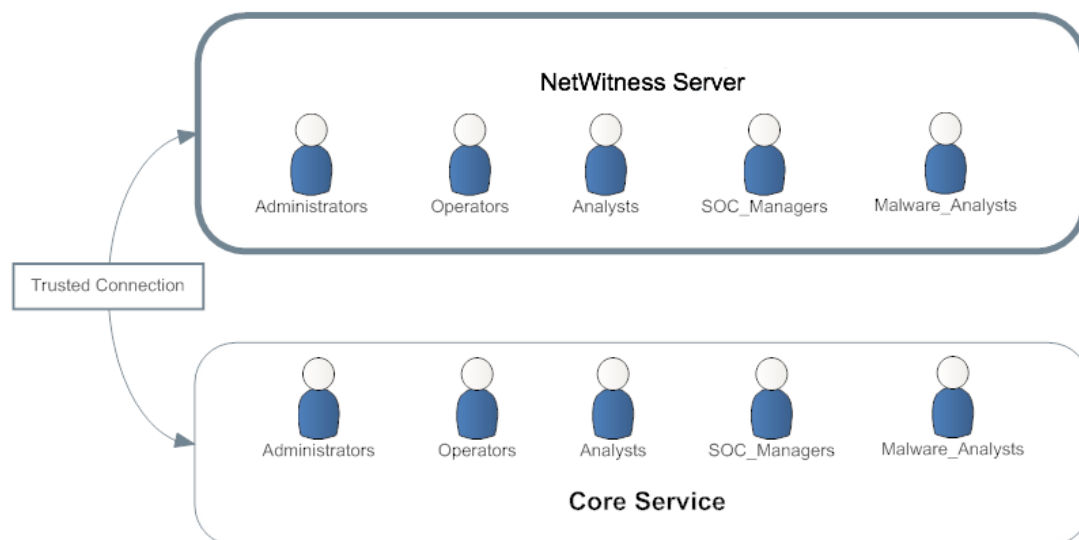 NetWitness Server
Administrators Operators Analysts SOC_Managers Malware_Analysts
Trusted Connection
Administrators Operators Analysts SOC_Managers Malware_Analysts
Core Service